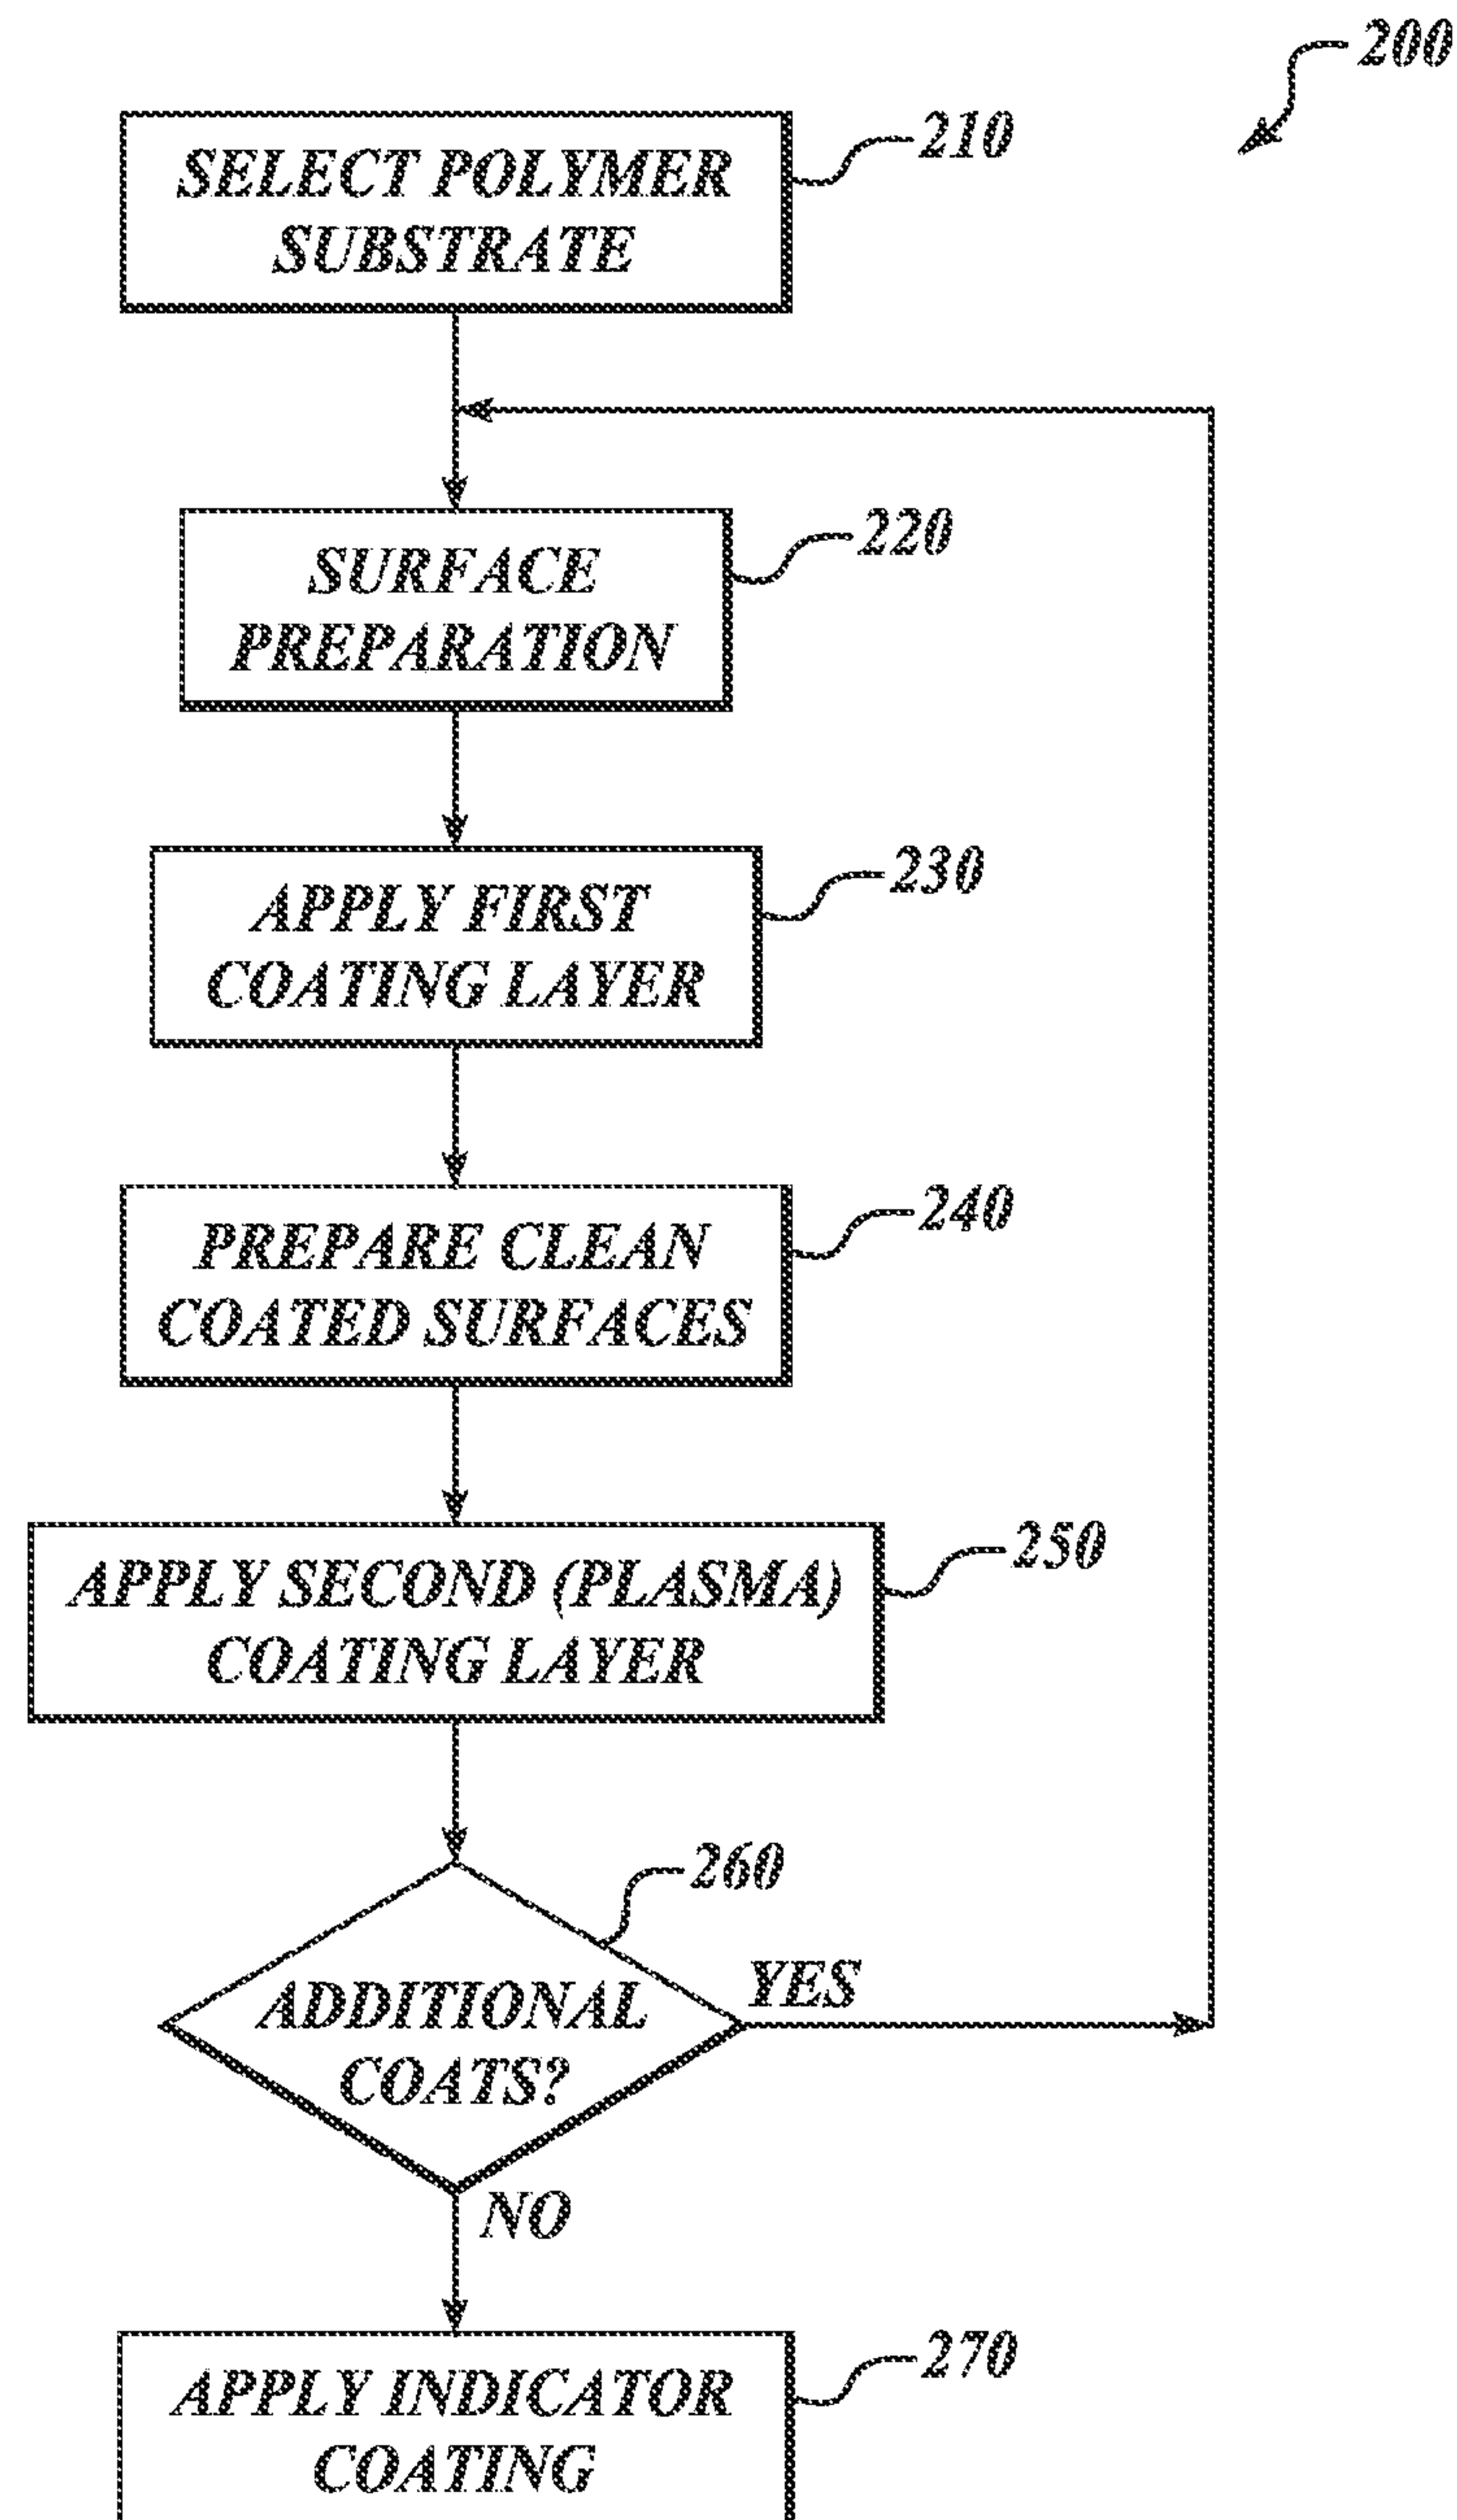 200
210
SELECT POLYMER
SUBSTRATE
220
SURFACE
PREPARATION
230
APPLY FIRST
COATING LAYER
240
PREPARE CLEAN
COATED SURFACES
250
APPLY SECOND (PLASMA)
COATING LAYER
260
ADDITIONAL
COATS?
YES
NO
270
APPLY INDICATOR
COATING